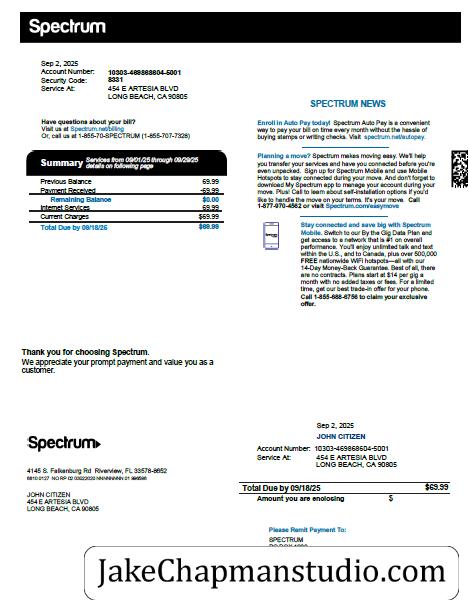 Spectrum
Sep 2, 2025
Account Number: 10303-469868604-5001
Security Code: 8331
Service At: 454 E ARTESIA BLVD
LONG BEACH, CA 90805
Have questions about your bill?
Visit us at Spectrum.net/billing
Or, call us at 1-855-70-SPECTRUM (1-855-707-7328)
Summary Services from 09/01/25 through 09/29/25
details on following page
Previous Balance 69.99
Payment Received -69.99
Remaining Balance $0.00
Internet Services 69.99
Current Charges $69.99
Total Due by 09/18/25 $69.99
SPECTRUM NEWS
Enroll in Auto Pay today! Spectrum Auto Pay is a convenient
way to pay your bill on time every month without the hassle of
buying stamps or writing checks. Visit spectrum.net/autopay
Planning a move? Spectrum makes moving easy. We'll help
you transfer your services and have you connected before you're
even unpacked. Sign up for Spectrum Mobile and use Mobile
Hotspots to stay connected during your move. And don't forget to
download My Spectrum app to manage your account during your
move. Plus! Call to learn about self-installation options if you'd
like to handle the move on your terms. It's your move. Call
1-877-970-4562 or visit Spectrum.com/easymove
Stay connected and save big with Spectrum
Mobile. Switch to our By the Gig Data Plan and
get access to a network that is #1 on overall
performance. You'll enjoy unlimited talk and text
within the U.S., and to Canada, plus over 500,000
FREE nationwide WiFi hotspots—all with our
14-Day Money-Back Guarantee. Best of all, there
are no contracts. Plans start at $14 per gig a
month with no added taxes or fees. For a limited
time, get our best trade-in offer for your phone.
Call 1-855-688-6756 to claim your exclusive
offer.
Thank you for choosing Spectrum.
We appreciate your prompt payment and value you as a
customer.
Spectrum
4145 S. Falkenburg Rd Riverview, FL 33578-8652
JOHN CITIZEN
454 E ARTESIA BLVD
LONG BEACH, CA 90805
Sep 2, 2025
JOHN CITIZEN
Account Number: 10303-469868604-5001
Service At: 454 E ARTESIA BLVD
LONG BEACH, CA 90805
Total Due by 09/18/25 $69.99
Amount you are enclosing $
Please Remit Payment To:
SPECTRUM
JakeChapmanstudio.com